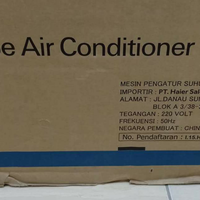 Air Conditioner
MESIN PENGATUR SUHU
IMPORTIR : PT. Haier Sal
ALAMAT : JL.DANAU SUN
BLOK A 3/38-
TEGANGAN : 220 VOLT
FREKUENSI : 50Hz
NEGARA PEMBUAT : CHIN
No. Pendaftaran :